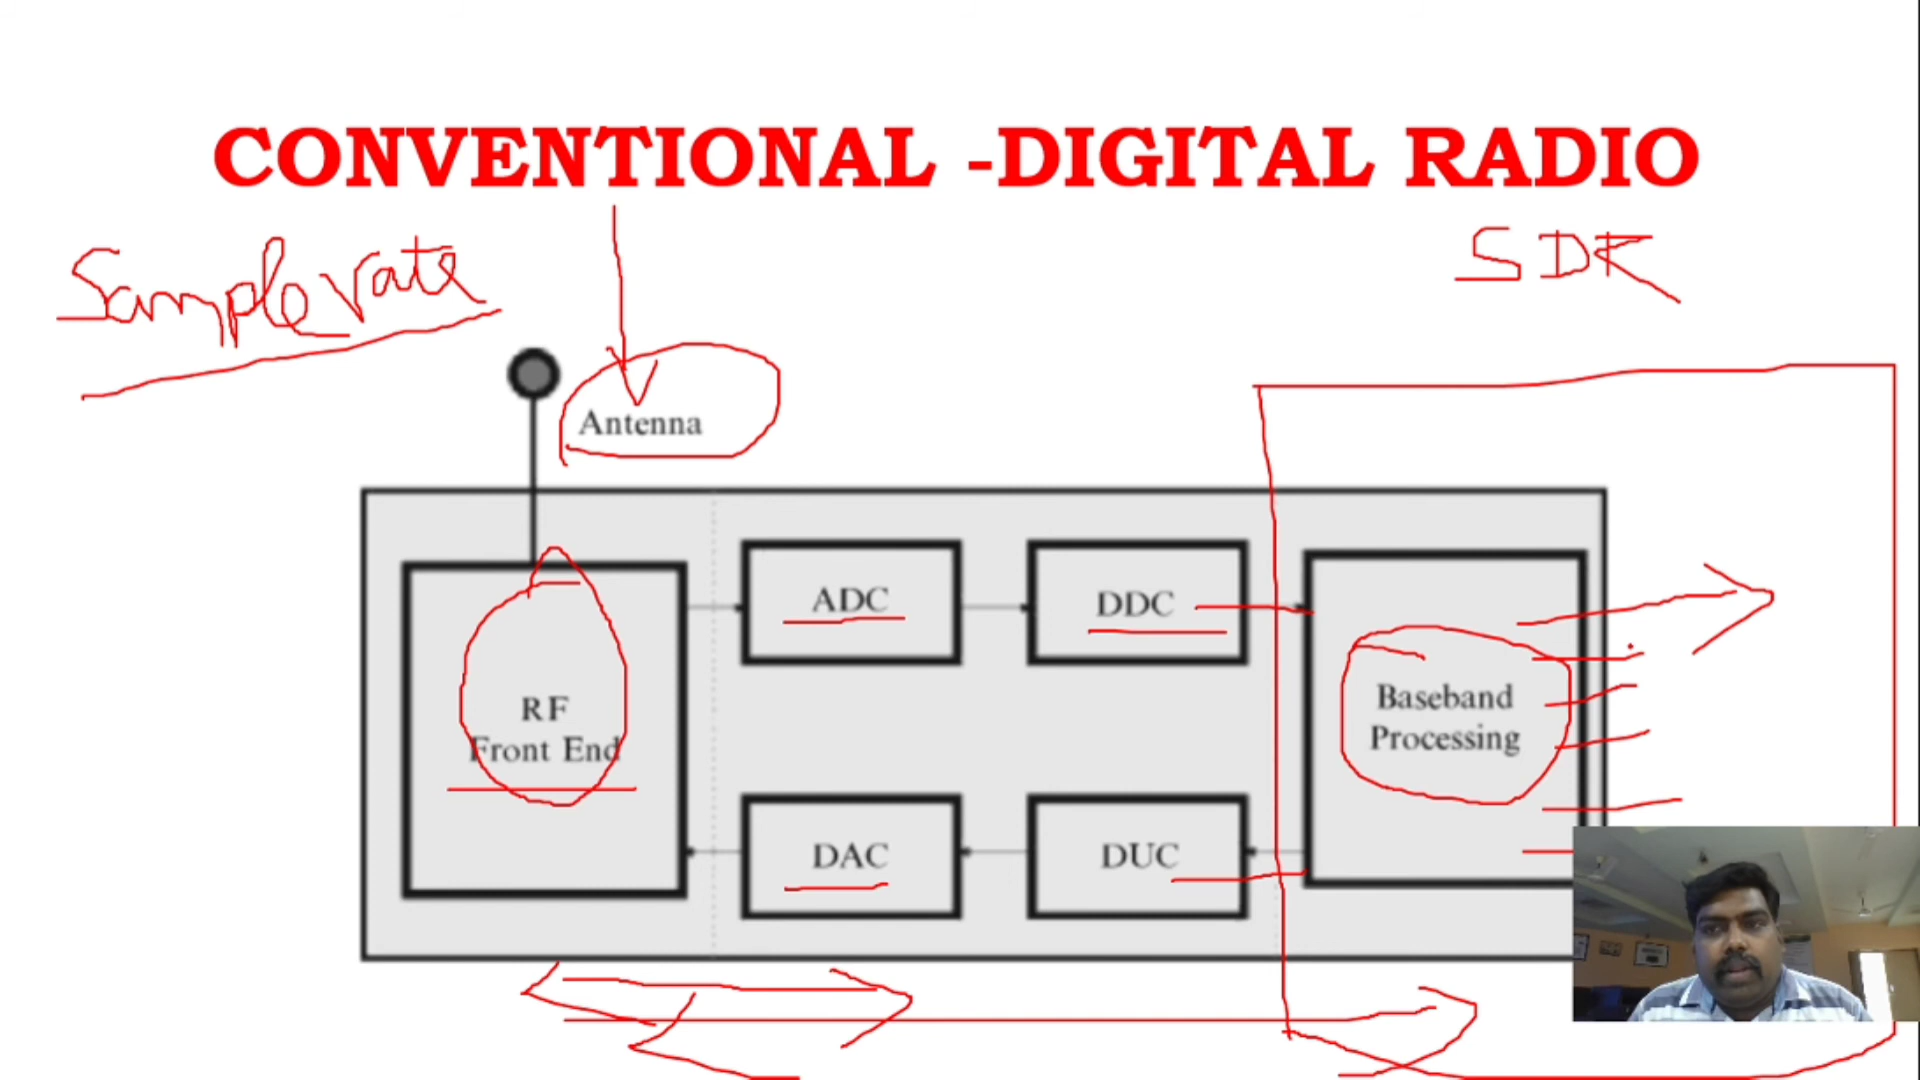 CONVENTIONAL -DIGITAL RADIO
Sample rate
SDR
Antenna
ADC
DDC
RF
Front End
Baseband
Processing
DAC
DUC